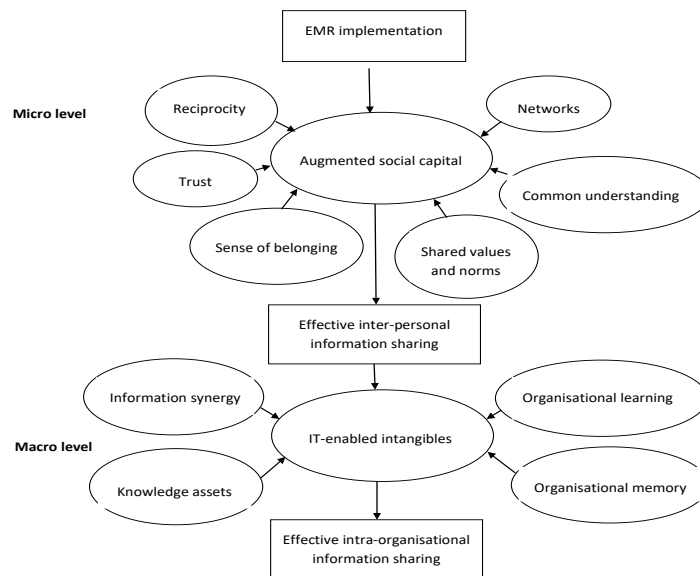 EMR implementation
Micro level
Reciprocity
Networks
Augmented social capital
Trust
Common understanding
Sense of belonging
Shared values
and norms
Effective inter-personal
information sharing
Information synergy
Organisational learning
Macro level
IT-enabled intangibles
Knowledge assets
Organisational memory
Effective intra-organisational
information sharing